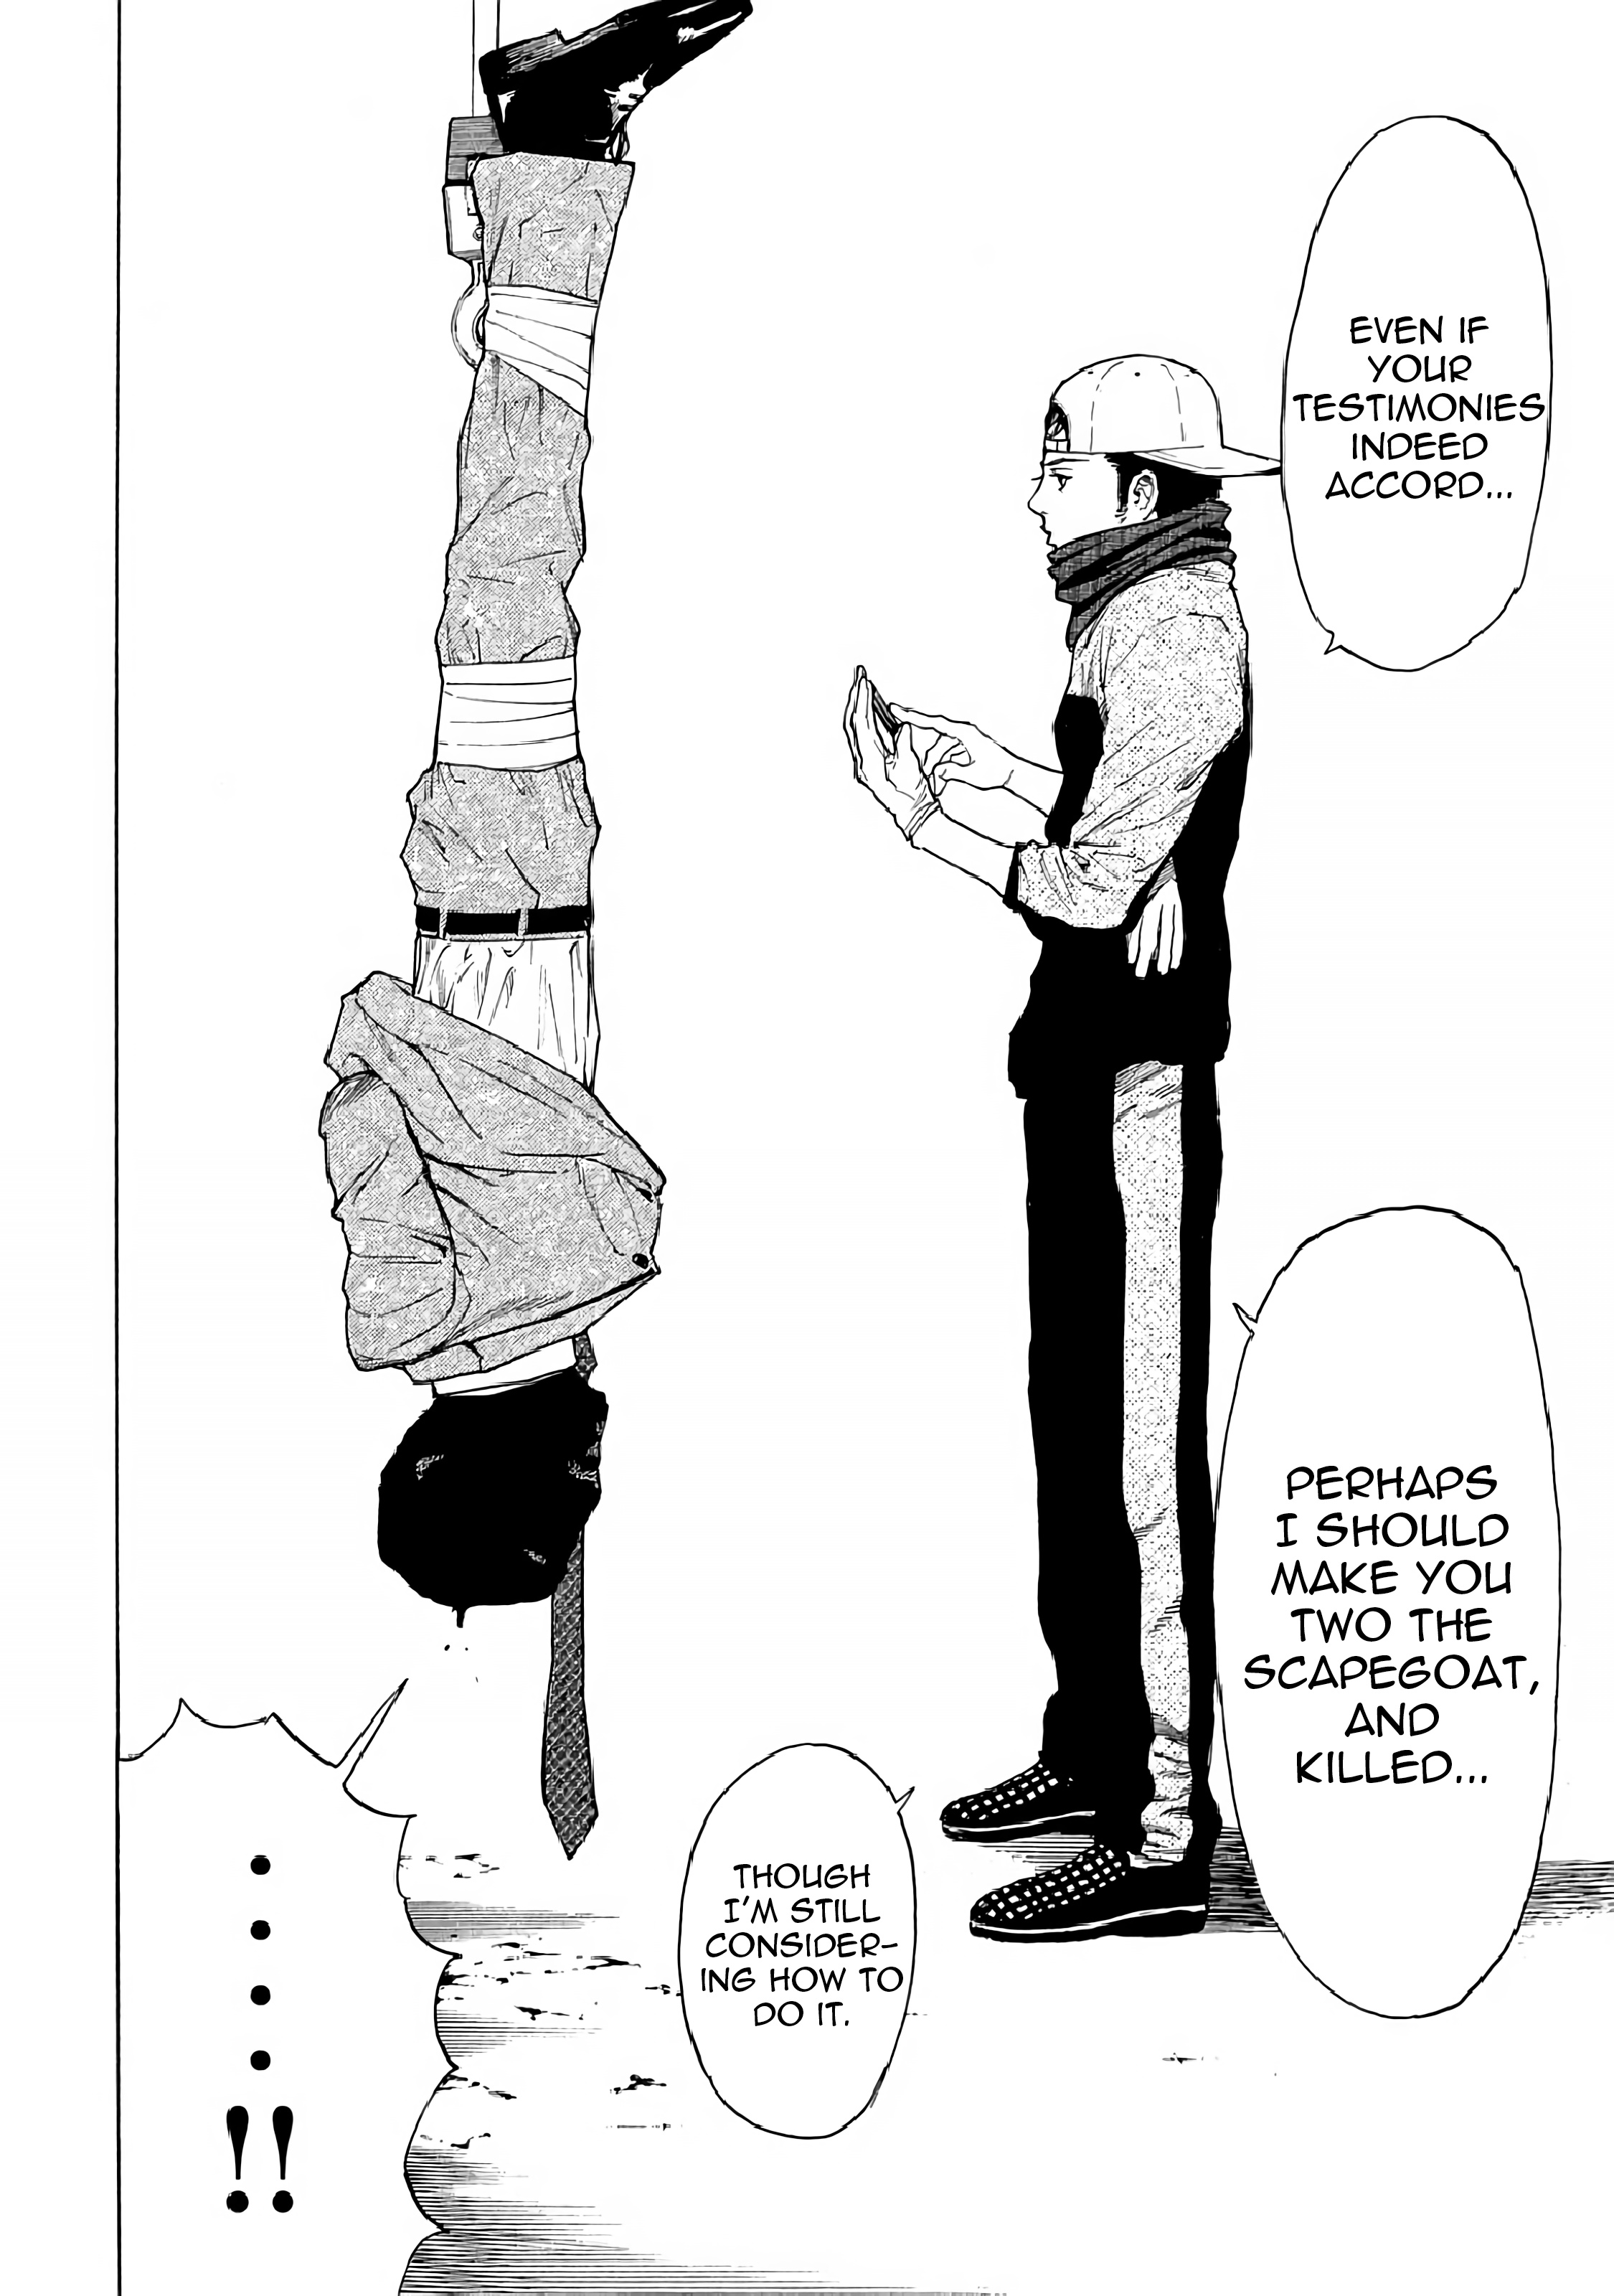 EVEN IF
YOUR
TESTIMONIES
INDEED
ACCORD...
PERHAPS
I SHOULD
MAKE YOU
TWO THE
SCAPEGOAT,
AND
KILLED...
THOUGH
I'M STILL
CONSIDER-
ING HOW TO
DO IT.
....!!